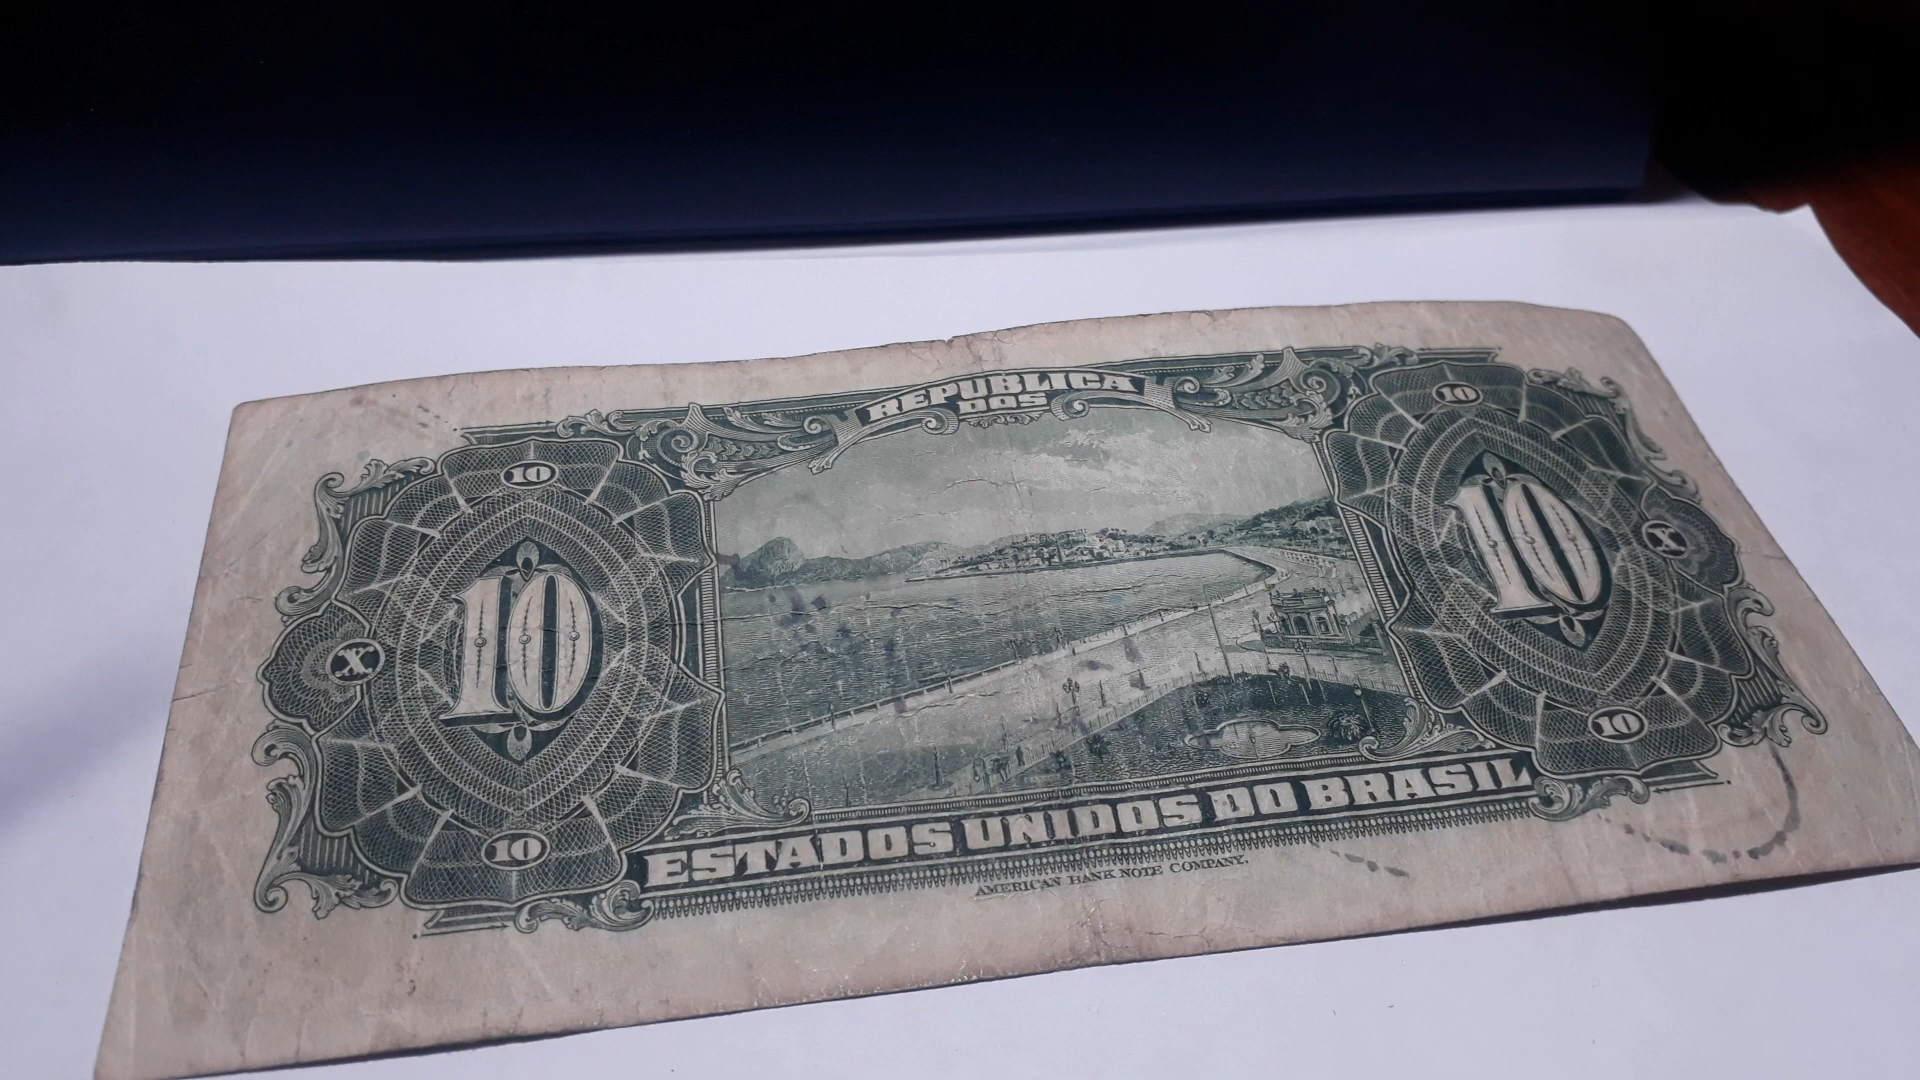 REPUBLICA
DOS
10
10
10
10
X
X
10
10
ESTADOS UNIDOS DO BRASIL
AMERICAN BANK NOTE COMPANY.